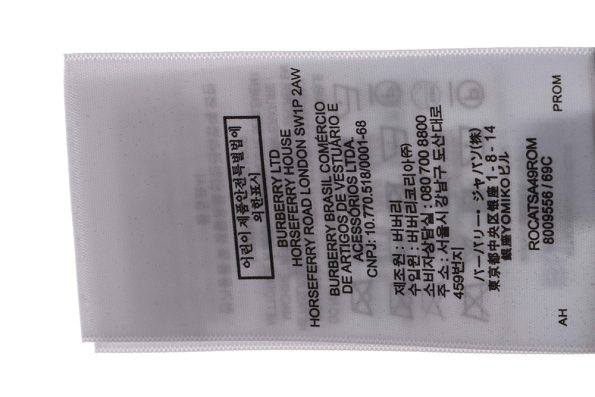 어린이 제품안전특별법에
의한표시
BURBERRY LTD
HORSEFERRY HOUSE
HORSEFERRY ROAD LONDON SW1P 2AW
BURBERRY BRASIL COMÉRCIO
DE ARTIGOS DE VESTIÁRIO E
ACESSÓRIOS LTDA.
CNPJ: 10.770.518/0001-68
제조원 : 버버리
수입원 : 버버리코리아(주)
소비자상담실 : 080 700 8800
주 소 : 서울시 강남구 도산대로
459번지
バーバリー・ジャパン(株)
東京都中央区銀座 1 - 8 - 14
銀座YOMIKOビル
ROCATSA49ROM
8009556 / 69C
AH PROM